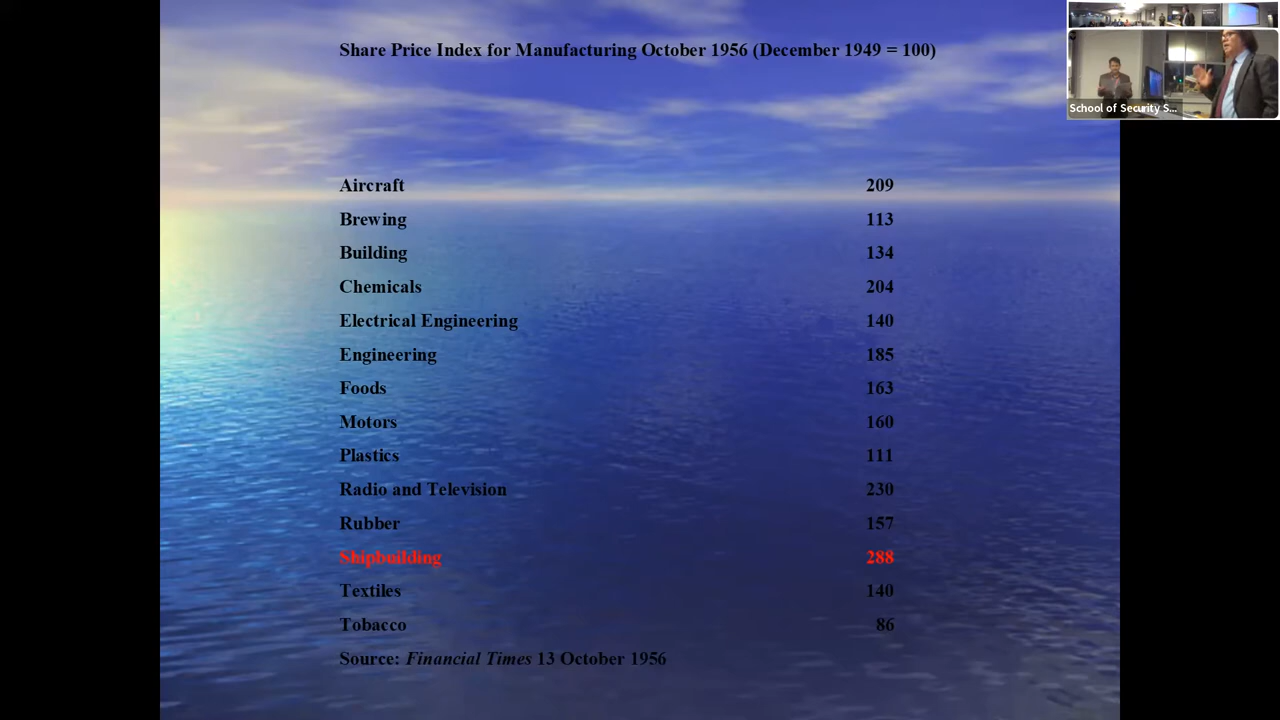 Share Price Index for Manufacturing October 1956 (December 1949 = 100)
School of Security S...
Aircraft 209
Brewing 113
Building 134
Chemicals 204
Electrical Engineering 140
Engineering 185
Foods 163
Motors 160
Plastics 111
Radio and Television 230
Rubber 157
Shipbuilding 288
Textiles 140
Tobacco 86
Source: Financial Times 13 October 1956